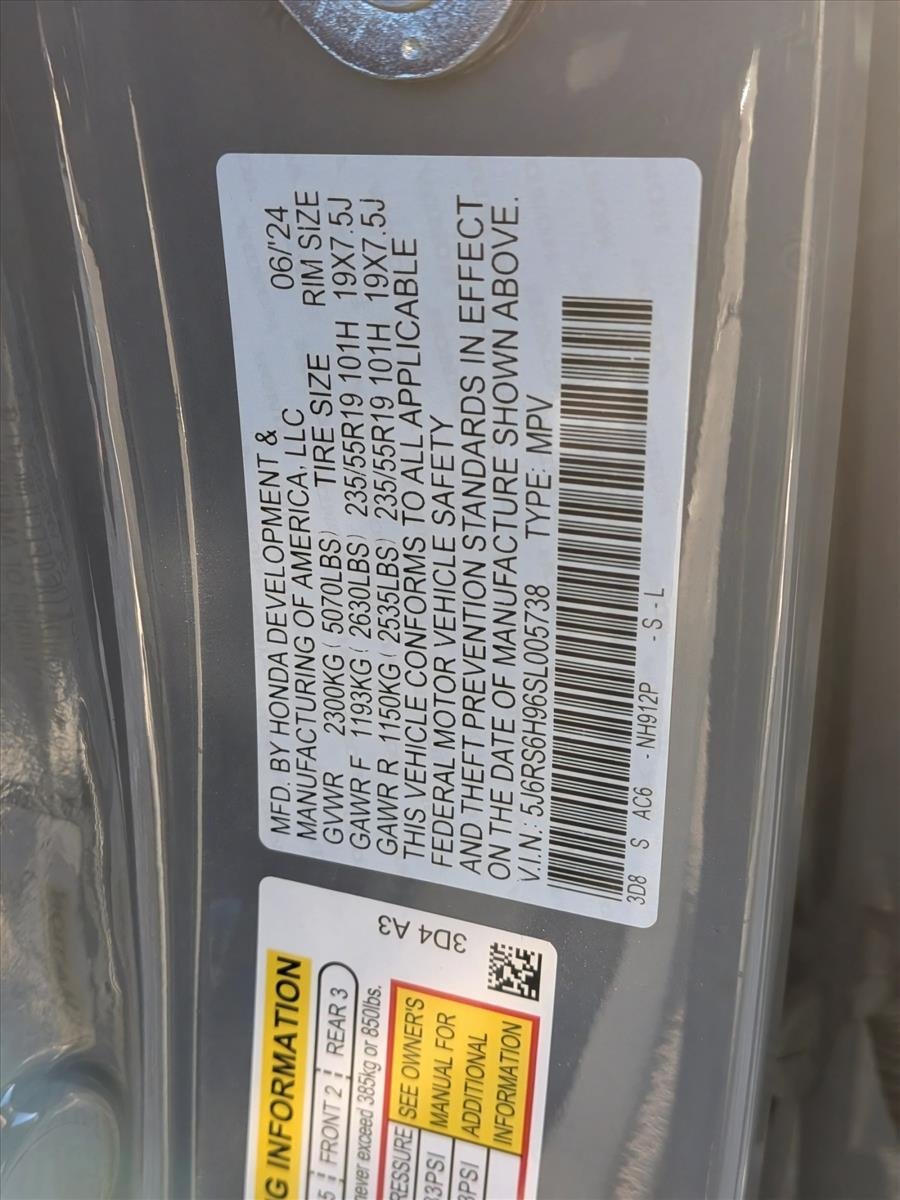 MFD. BY HONDA DEVELOPMENT & 06/'24
MANUFACTURING OF AMERICA, LLC
TIRE SIZE RIM SIZE
GVWR 2300KG ( 5070LBS)
GAWR F 1193KG ( 2630LBS) 235/55R19 101H 19X7.5J
GAWR R 1150KG ( 2535LBS) 235/55R19 101H 19X7.5J
THIS VEHICLE CONFORMS TO ALL APPLICABLE
FEDERAL MOTOR VEHICLE SAFETY
AND THEFT PREVENTION STANDARDS IN EFFECT
ON THE DATE OF MANUFACTURE SHOWN ABOVE.
V.I.N.: 5J6RS6H96SL005738 TYPE: MPV
3D8 S AC6 - NH912P - S - L
3D4 A3
INFORMATION
5 FRONT 2 REAR 3
never exceed 385kg or 850lbs.
SEE OWNER'S
MANUAL FOR
ADDITIONAL
INFORMATION